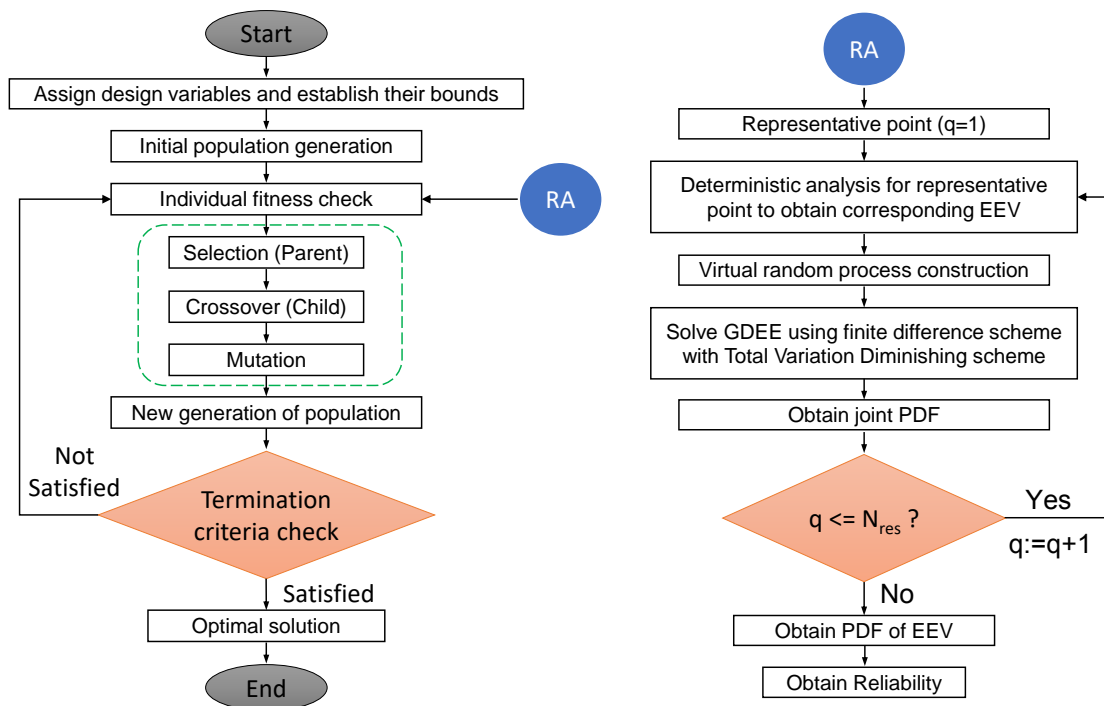 Start
Assign design variables and establish their bounds
Initial population generation
Individual fitness check
RA
Selection (Parent)
Crossover (Child)
Mutation
New generation of population
Not
Satisfied
Termination
criteria check
Satisfied
Optimal solution
End
RA
Representative point (q=1)
Deterministic analysis for representative
point to obtain corresponding EEV
Virtual random process construction
Solve GDEE using finite difference scheme
with Total Variation Diminishing scheme
Obtain joint PDF
q <= Nres ?
Yes
q:=q+1
No
Obtain PDF of EEV
Obtain Reliability